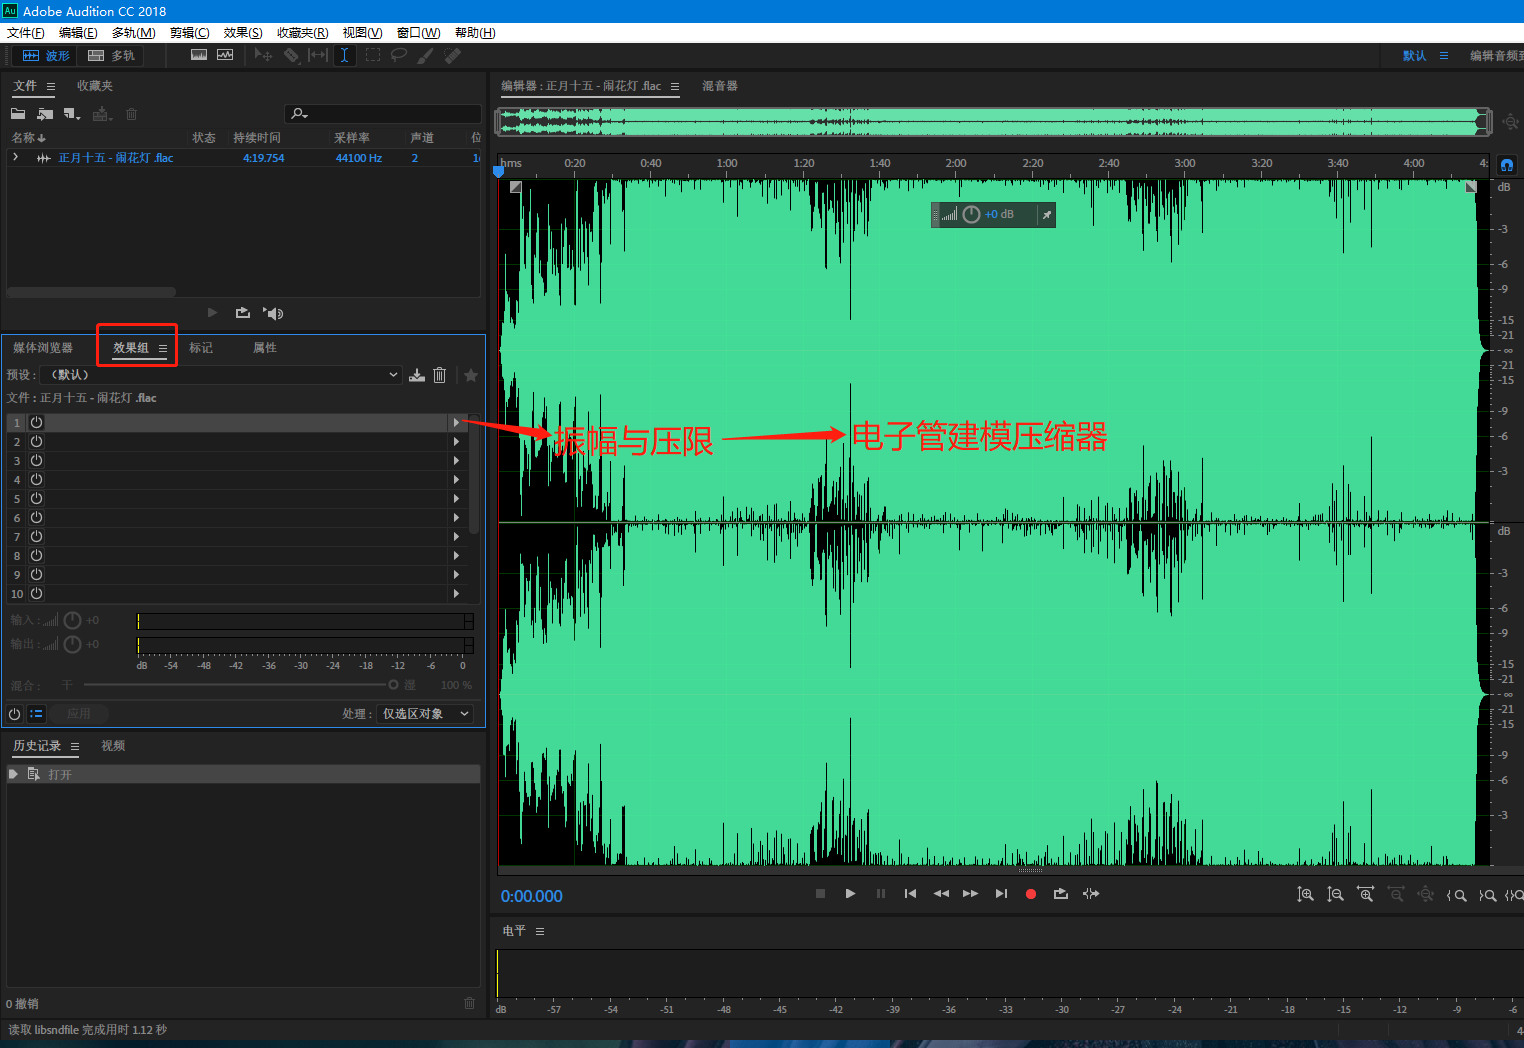 Adobe Audition CC 2018
文件(F) 编辑(E) 多轨(M) 剪辑(C) 效果(S) 收藏夹(R) 视图(V) 窗口(W) 帮助(H)
波形 多轨 默认 编辑音频到
文件 收藏夹
编辑器 : 正月十五 - 闹花灯 .flac 混音器
名称 状态 持续时间 采样率 声道 位
正月十五 - 闹花灯 .flac 4:19.754 44100 Hz 2
hms 0:20 0:40 1:00 1:20 1:40 2:00 2:20 2:40 3:00 3:20 3:40 4:00 4:
+0 dB
dB
-3
-6
-9
-15
-21
- ∞
-21
-15
-9
-6
-3
dB
-3
-6
-9
-15
-21
- ∞
-21
-15
-9
-6
-3
媒体浏览器 效果组 标记 属性
预设 : （默认）
文件 : 正月十五 - 闹花灯 .flac
1
2
3
4
5
6
7
8
9
10
振幅与压限 电子管建模压缩器
输入 : +0
输出 : +0
dB -54 -48 -42 -36 -30 -24 -18 -12 -6 0
混合 : 干 湿 100 %
应用 处理 : 仅选区对象
历史记录 视频
打开
0 撤销
读取 libsndfile 完成用时 1.12 秒
0:00.000
电平
dB -57 -54 -51 -48 -45 -42 -39 -36 -33 -30 -27 -24 -21 -18 -15 -12 -9 -6